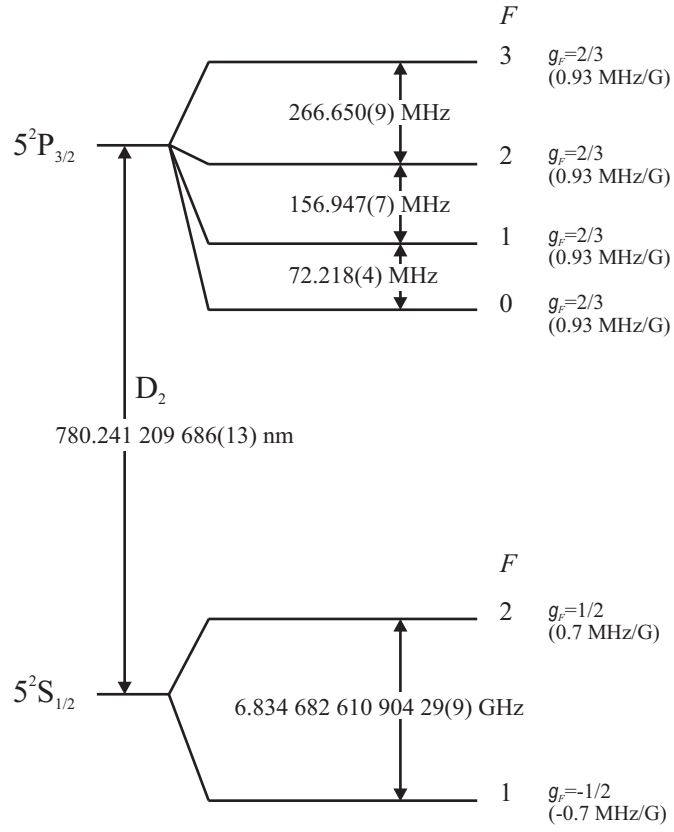 F
3 g_F=2/3
(0.93 MHz/G)
266.650(9) MHz
5²P₃/₂
2 g_F=2/3
(0.93 MHz/G)
156.947(7) MHz
1 g_F=2/3
(0.93 MHz/G)
72.218(4) MHz
0 g_F=2/3
(0.93 MHz/G)
D₂
780.241 209 686(13) nm
F
2 g_F=1/2
(0.7 MHz/G)
5²S₁/₂
6.834 682 610 904 29(9) GHz
1 g_F=-1/2
(-0.7 MHz/G)